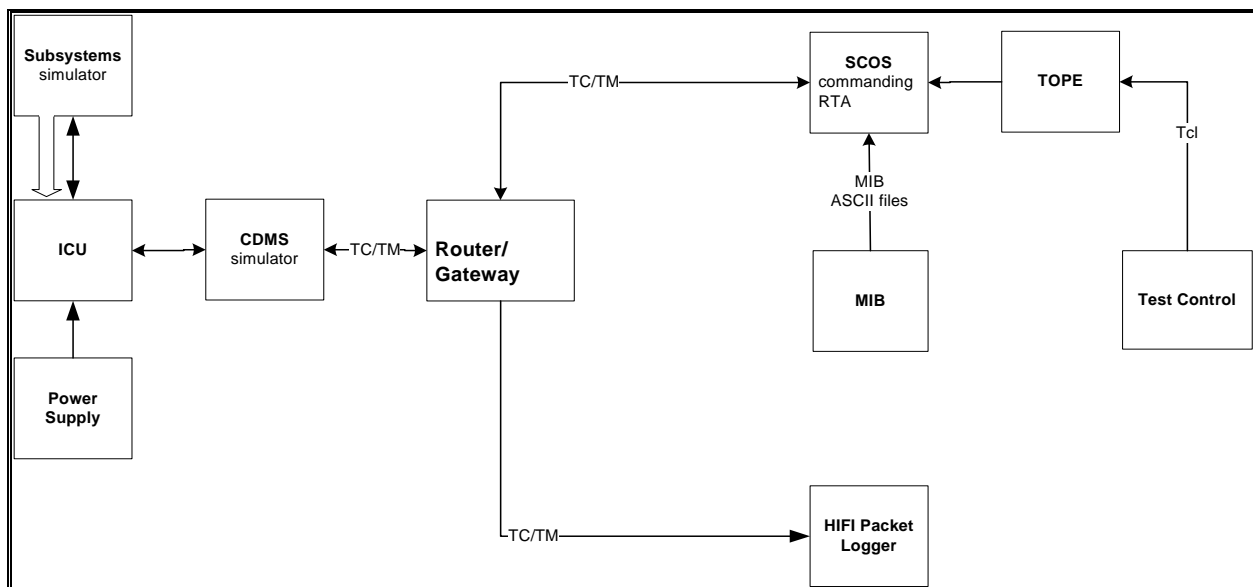 Subsystems
simulator
SCOS
commanding
RTA
TOPE
TC/TM
Tcl
MIB
ASCII files
ICU
CDMS
simulator
TC/TM
Router/
Gateway
MIB
Test Control
Power
Supply
HIFI Packet
Logger
TC/TM